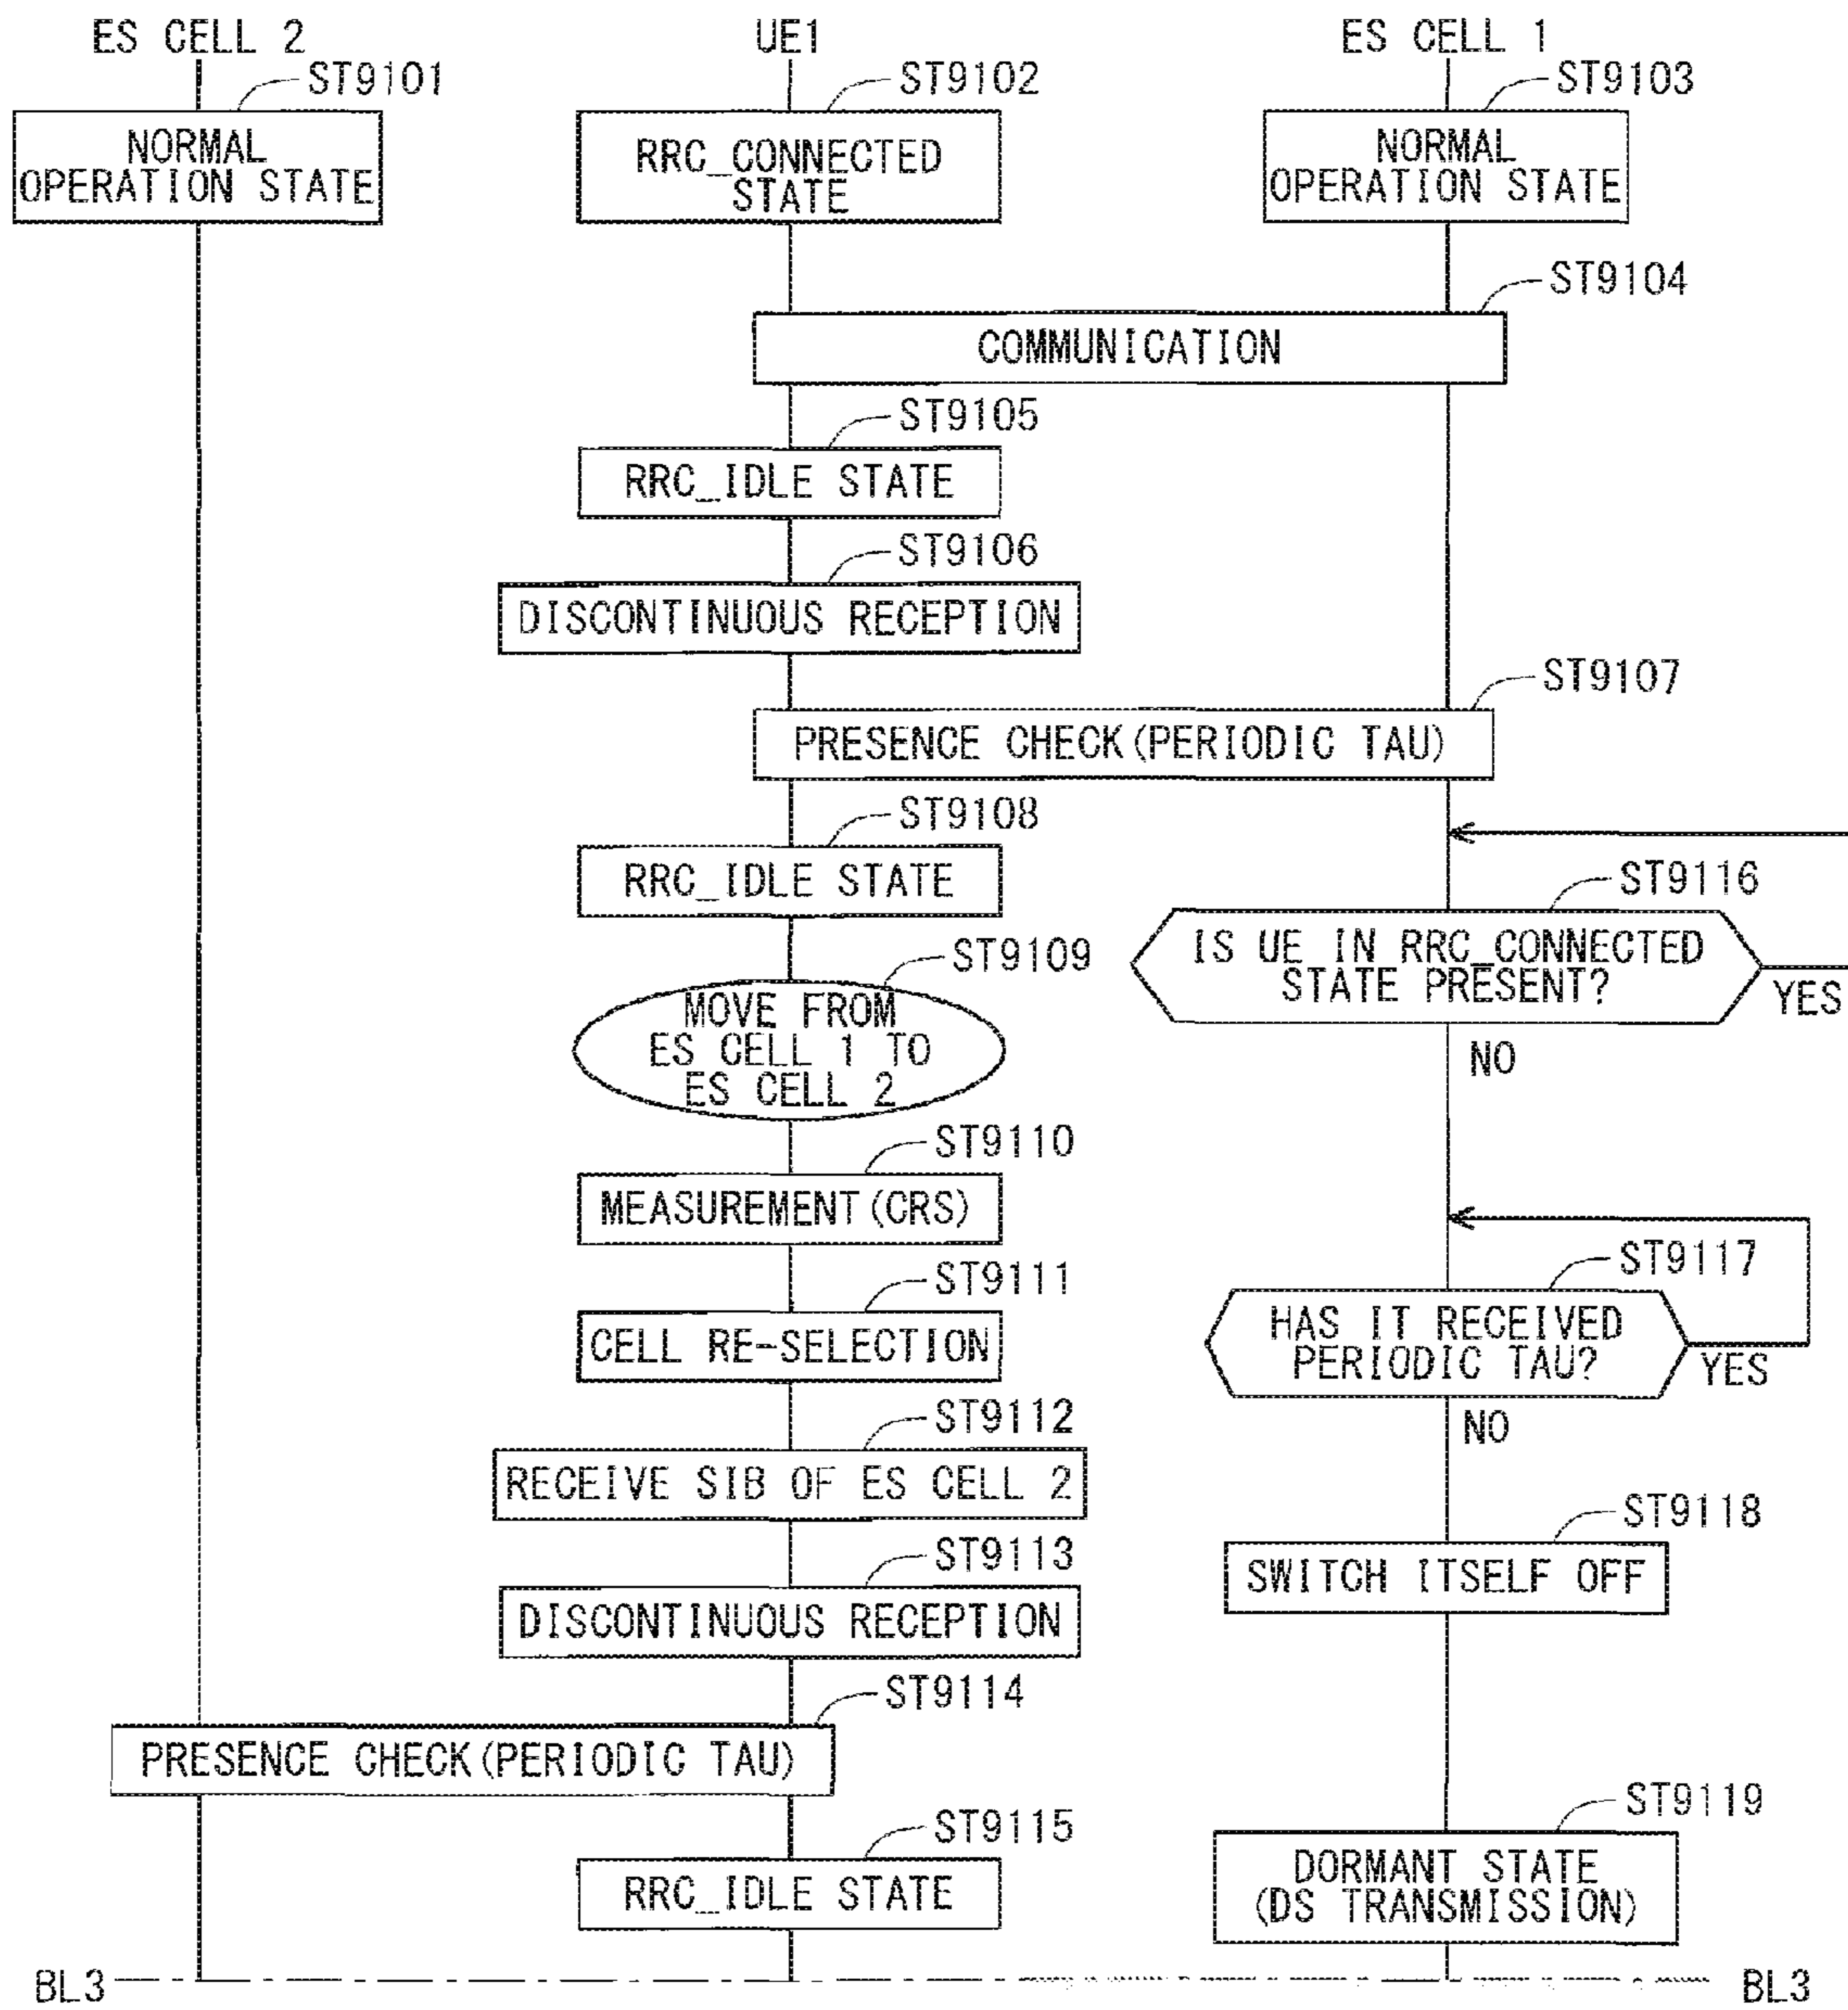 ES CELL 2
UE1
ES CELL 1
ST9101
ST9102
ST9103
NORMAL
OPERATION STATE
RRC_CONNECTED
STATE
NORMAL
OPERATION STATE
ST9104
COMMUNICATION
ST9105
RRC_IDLE STATE
ST9106
DISCONTINUOUS RECEPTION
ST9107
PRESENCE CHECK(PERIODIC TAU)
ST9108
RRC_IDLE STATE
ST9116
IS UE IN RRC_CONNECTED
STATE PRESENT?
YES
NO
ST9109
MOVE FROM
ES CELL 1 TO
ES CELL 2
ST9110
MEASUREMENT(CRS)
ST9111
CELL RE-SELECTION
ST9117
HAS IT RECEIVED
PERIODIC TAU?
YES
NO
ST9112
RECEIVE SIB OF ES CELL 2
ST9118
SWITCH ITSELF OFF
ST9113
DISCONTINUOUS RECEPTION
ST9114
PRESENCE CHECK(PERIODIC TAU)
ST9119
DORMANT STATE
(DS TRANSMISSION)
ST9115
RRC_IDLE STATE
BL3
BL3